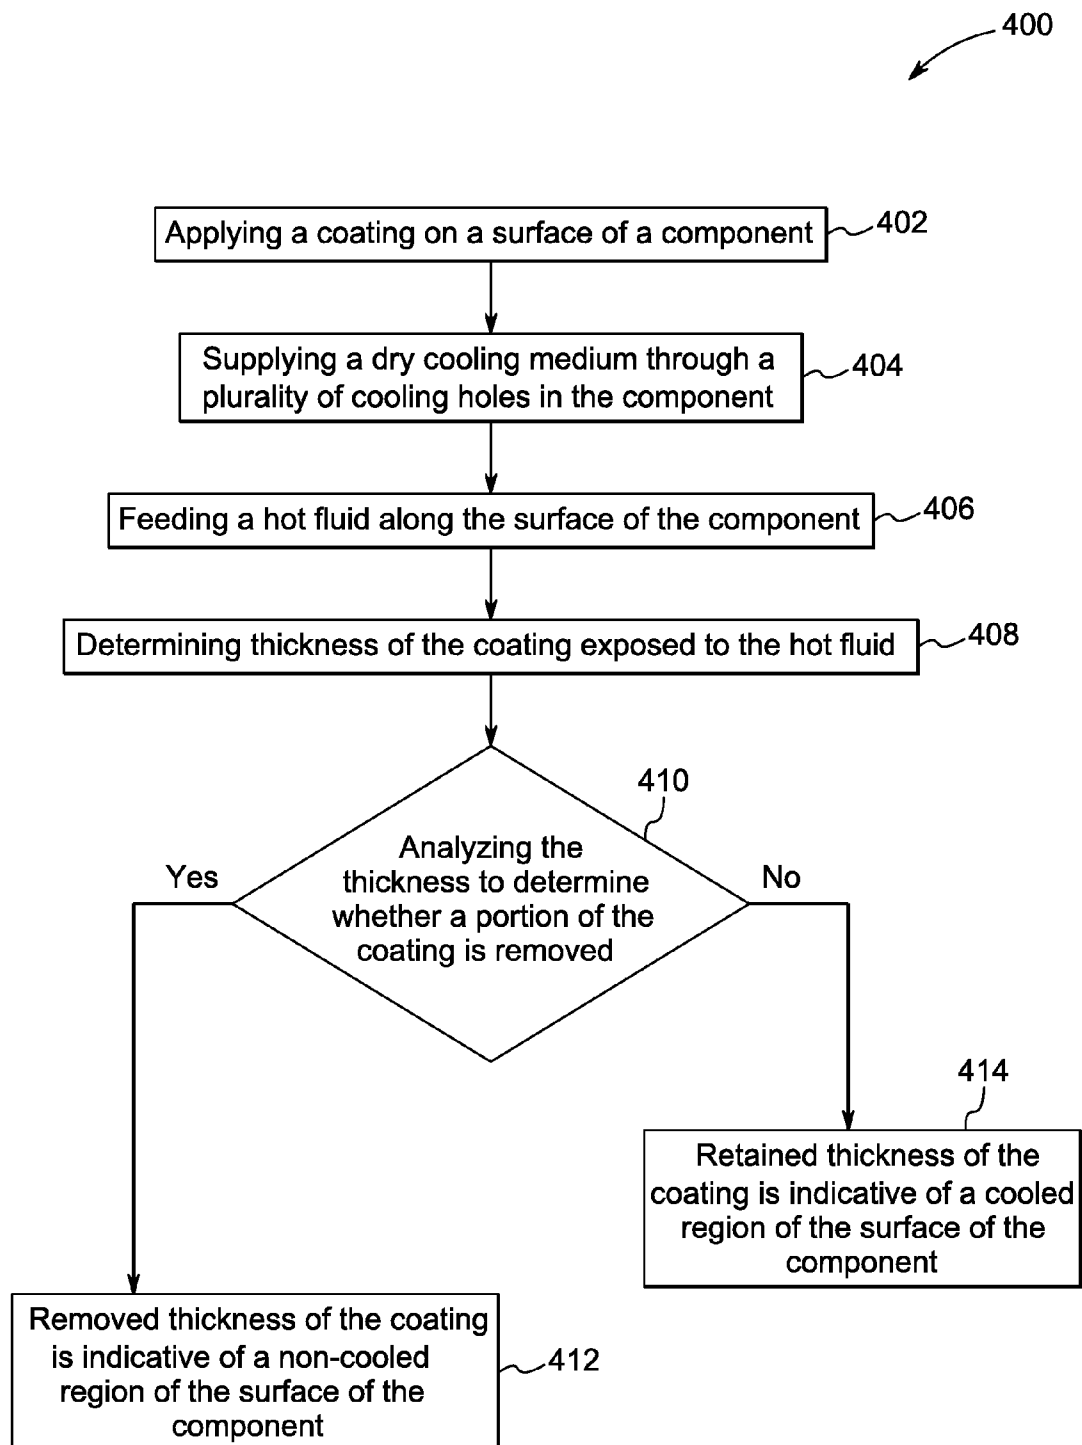 400
Applying a coating on a surface of a component
402
Supplying a dry cooling medium through a
plurality of cooling holes in the component
404
Feeding a hot fluid along the surface of the component
406
Determining thickness of the coating exposed to the hot fluid
408
410
Analyzing the
thickness to determine
whether a portion of the
coating is removed
Yes
No
414
Retained thickness of the
coating is indicative of a cooled
region of the surface of the
component
Removed thickness of the coating
is indicative of a non-cooled
region of the surface of the
component
412